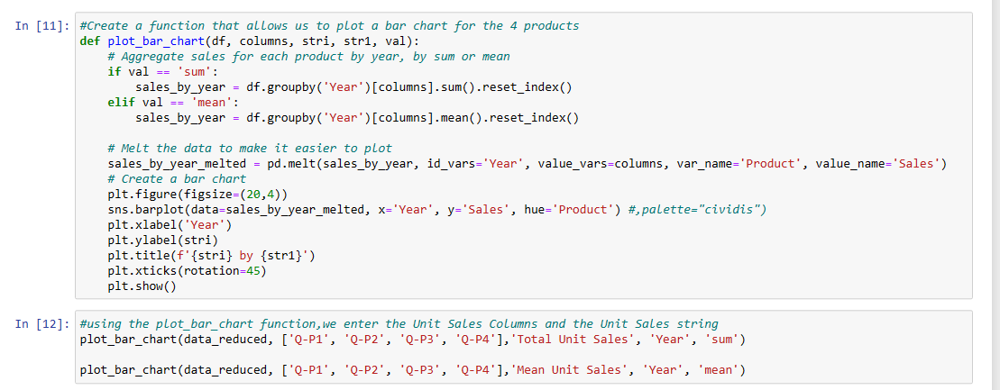 In [11]: #Create a function that allows us to plot a bar chart for the 4 products
def plot_bar_chart(df, columns, stri, str1, val):
    # Aggregate sales for each product by year, by sum or mean
    if val == 'sum':
        sales_by_year = df.groupby('Year')[columns].sum().reset_index()
    elif val == 'mean':
        sales_by_year = df.groupby('Year')[columns].mean().reset_index()

    # Melt the data to make it easier to plot
    sales_by_year_melted = pd.melt(sales_by_year, id_vars='Year', value_vars=columns, var_name='Product', value_name='Sales')
    # Create a bar chart
    plt.figure(figsize=(20,4))
    sns.barplot(data=sales_by_year_melted, x='Year', y='Sales', hue='Product') #,palette="cividis")
    plt.xlabel('Year')
    plt.ylabel(stri)
    plt.title(f'{stri} by {str1}')
    plt.xticks(rotation=45)
    plt.show()

In [12]: #using the plot_bar_chart function,we enter the Unit Sales Columns and the Unit Sales string
plot_bar_chart(data_reduced, ['Q-P1', 'Q-P2', 'Q-P3', 'Q-P4'],'Total Unit Sales', 'Year', 'sum')

plot_bar_chart(data_reduced, ['Q-P1', 'Q-P2', 'Q-P3', 'Q-P4'],'Mean Unit Sales', 'Year', 'mean')